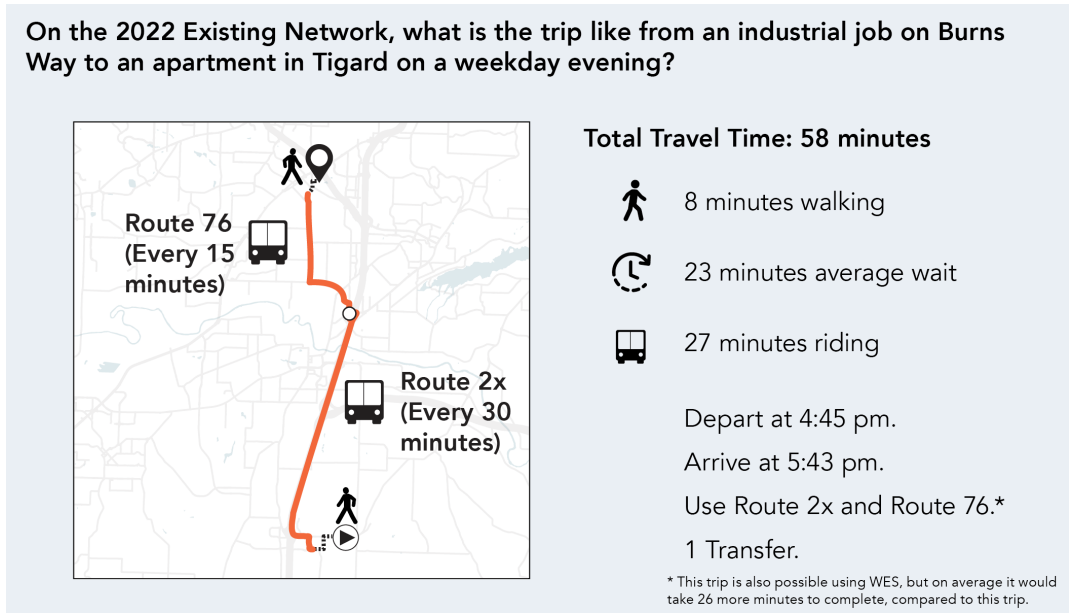 On the 2022 Existing Network, what is the trip like from an industrial job on Burns
Way to an apartment in Tigard on a weekday evening?
Route 76
(Every 15
minutes)
Route 2x
(Every 30
minutes)
Total Travel Time: 58 minutes
8 minutes walking
23 minutes average wait
27 minutes riding
Depart at 4:45 pm.
Arrive at 5:43 pm.
Use Route 2x and Route 76.*
1 Transfer.
* This trip is also possible using WES, but on average it would
take 26 more minutes to complete, compared to this trip.